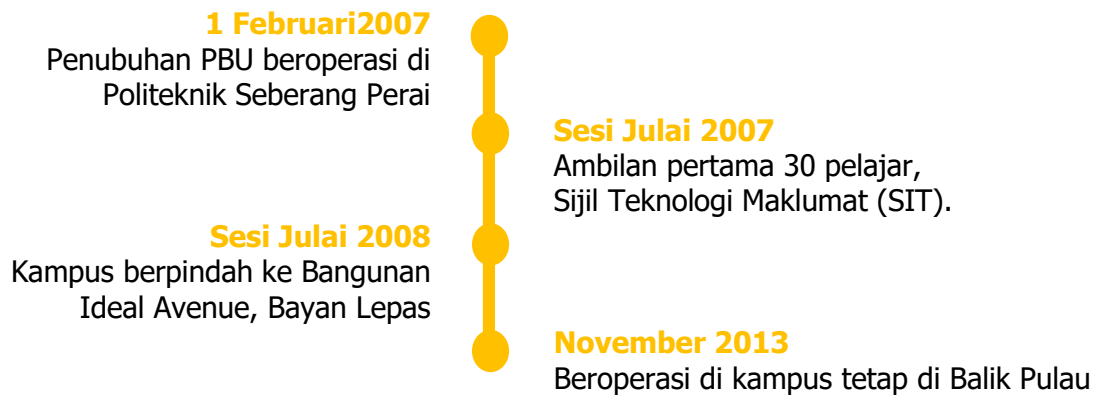 1 Februari2007
Penubuhan PBU beroperasi di
Politeknik Seberang Perai
Sesi Julai 2007
Ambilan pertama 30 pelajar,
Sijil Teknologi Maklumat (SIT).
Sesi Julai 2008
Kampus berpindah ke Bangunan
Ideal Avenue, Bayan Lepas
November 2013
Beroperasi di kampus tetap di Balik Pulau